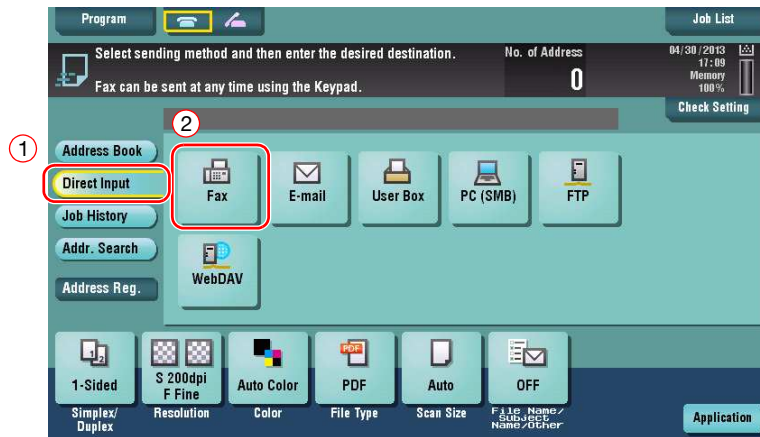 Program
Job List
Select sending method and then enter the desired destination.
No. of Address
04/30/2013
17:09
Memory
100%
Fax can be sent at any time using the Keypad.
0
Check Setting
1
2
Address Book
Direct Input
Job History
Addr. Search
Address Reg.
Fax
E-mail
User Box
PC (SMB)
FTP
WebDAV
1-Sided
S 200dpi
F Fine
Auto Color
PDF
PDF
Auto
OFF
Simplex/
Duplex
Resolution
Color
File Type
Scan Size
File Name/
Subject
Name/Other
Application